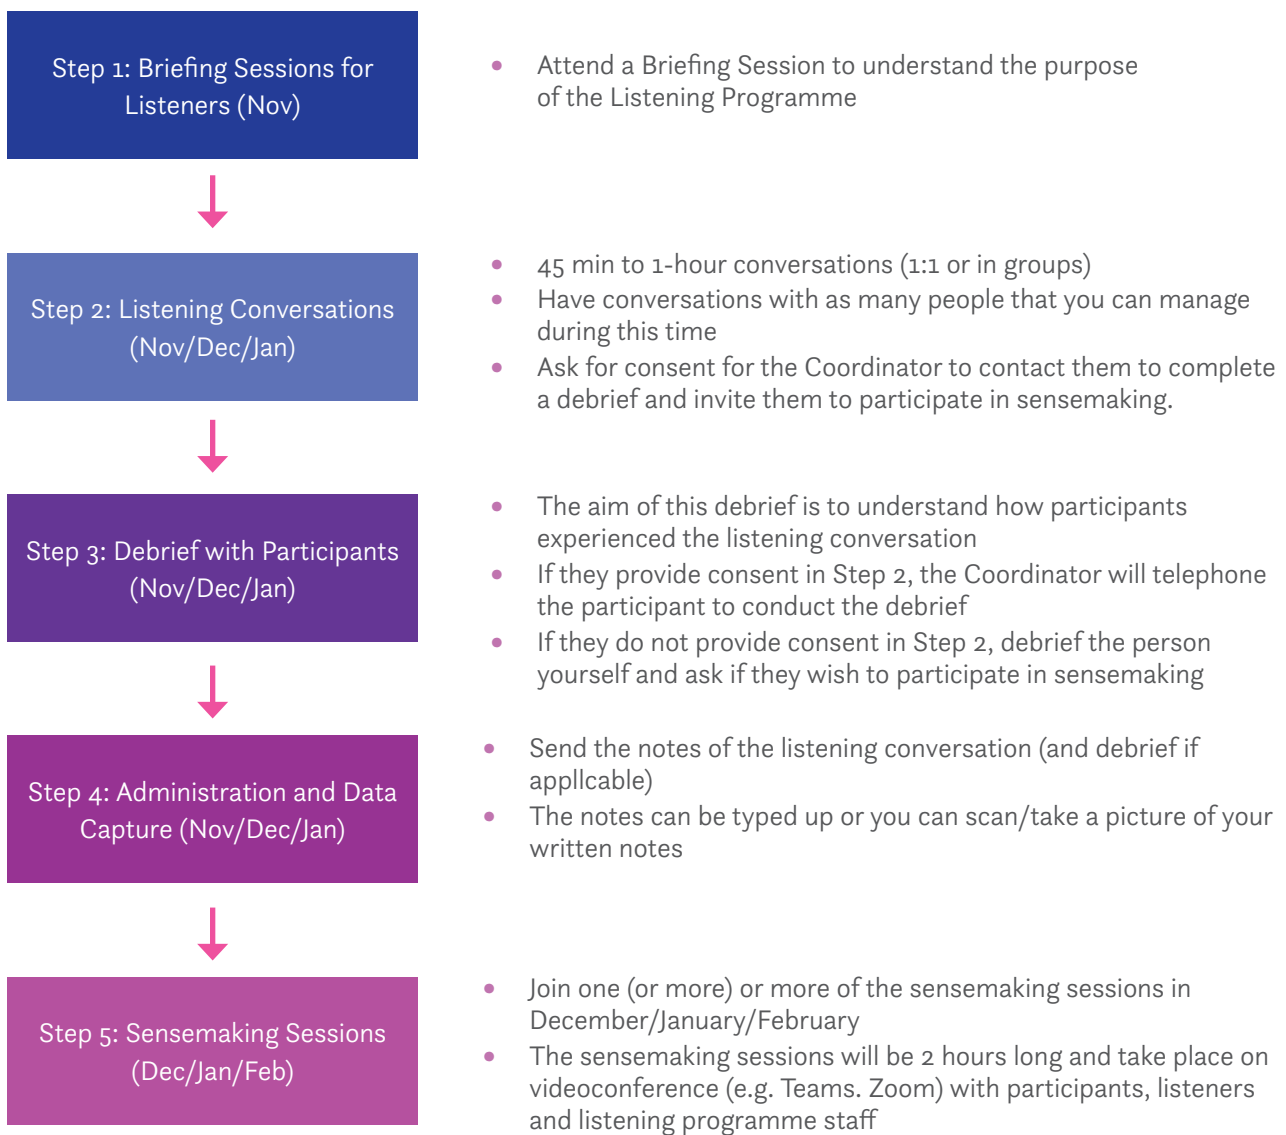 Step 1: Briefing Sessions for
Listeners (Nov)
• Attend a Briefing Session to understand the purpose
of the Listening Programme
Step 2: Listening Conversations
(Nov/Dec/Jan)
• 45 min to 1-hour conversations (1:1 or in groups)
• Have conversations with as many people that you can manage
during this time
• Ask for consent for the Coordinator to contact them to complete
a debrief and invite them to participate in sensemaking.
Step 3: Debrief with Participants
(Nov/Dec/Jan)
• The aim of this debrief is to understand how participants
experienced the listening conversation
• If they provide consent in Step 2, the Coordinator will telephone
the participant to conduct the debrief
• If they do not provide consent in Step 2, debrief the person
yourself and ask if they wish to participate in sensemaking
Step 4: Administration and Data
Capture (Nov/Dec/Jan)
• Send the notes of the listening conversation (and debrief if
appllcable)
• The notes can be typed up or you can scan/take a picture of your
written notes
Step 5: Sensemaking Sessions
(Dec/Jan/Feb)
• Join one (or more) or more of the sensemaking sessions in
December/January/February
• The sensemaking sessions will be 2 hours long and take place on
videoconference (e.g. Teams. Zoom) with participants, listeners
and listening programme staff